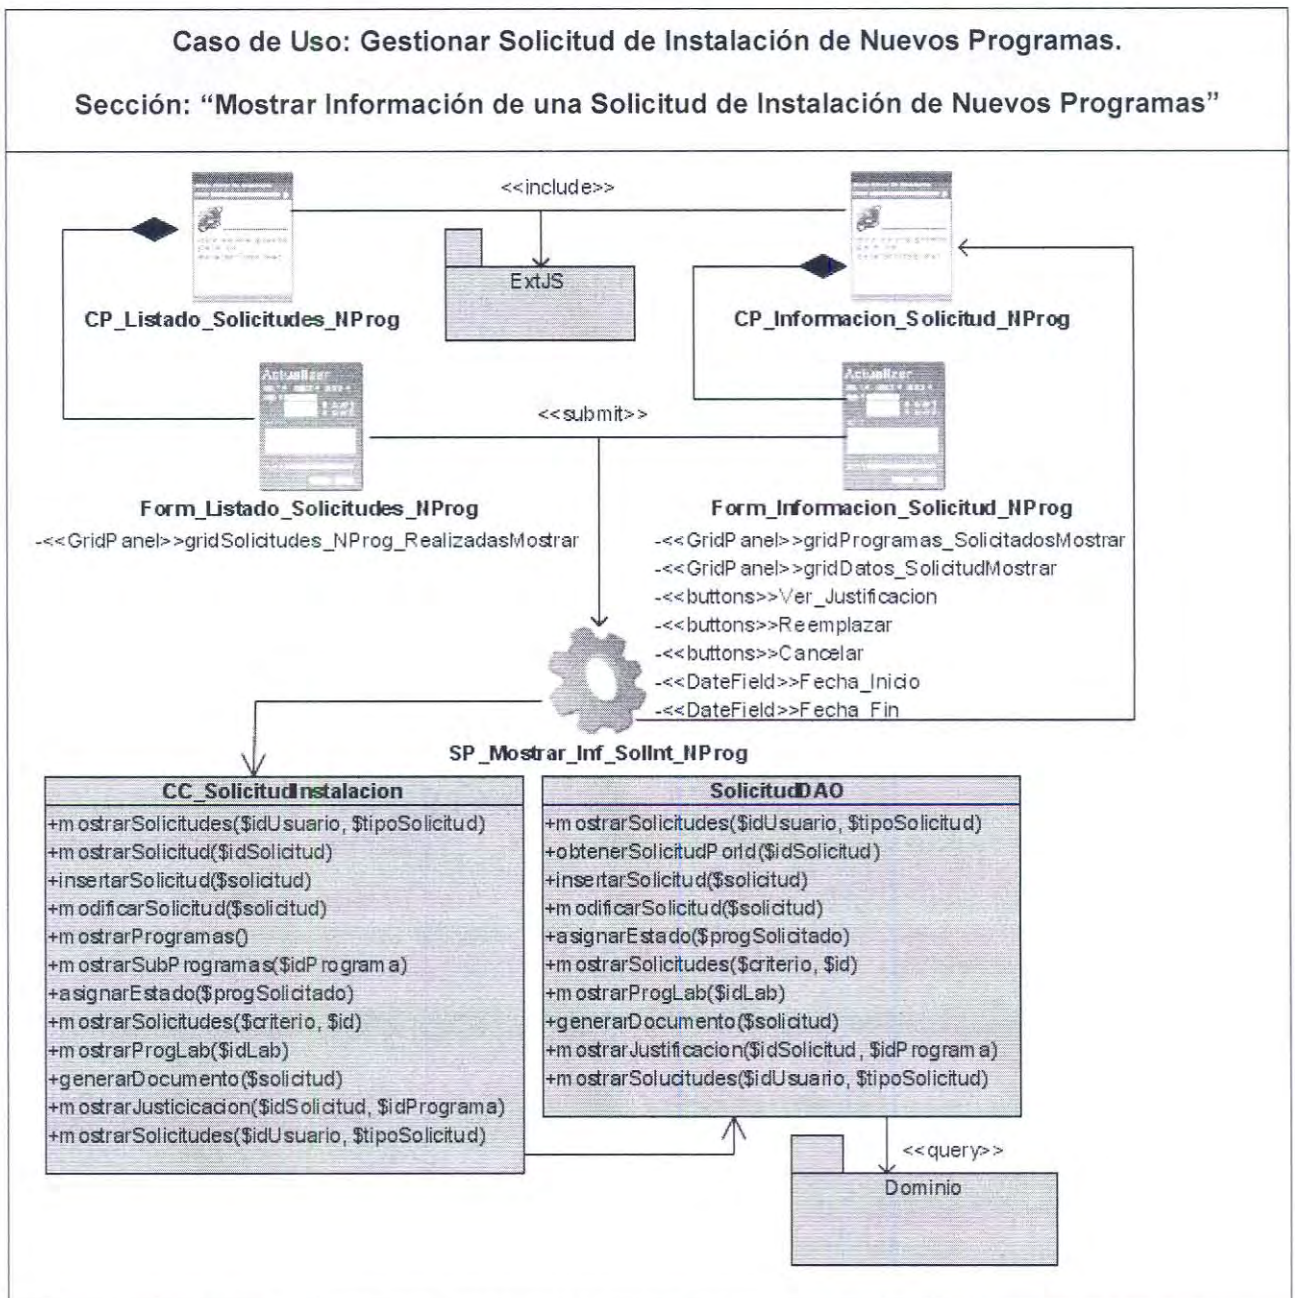 Caso de Uso: Gestionar Solicitud de Instalación de Nuevos Programas.
Sección: “Mostrar Información de una Solicitud de Instalación de Nuevos Programas”
<<include>>
ExtJS
CP_Listado_Solicitudes_NProg
CP_Informacion_Solicitud_NProg
Actualizer
Actualizer
<<submit>>
Form_Listado_Solicitudes_NProg
-<<GridPanel>>gridSolicitudes_NProg_RealizadasMostrar
Form_Informacion_Solicitud_NProg
-<<GridPanel>>gridProgramas_SolicitadosMostrar
-<<GridPanel>>gridDatos_SolicitudMostrar
-<<buttons>>Ver_Justificacion
-<<buttons>>Reemplazar
-<<buttons>>Cancelar
-<<DateField>>Fecha_Inicio
-<<DateField>>Fecha_Fin
SP_Mostrar_Inf_SolInt_NProg
CC_SolicitudInstalacion
+mostrarSolicitudes($idUsuario, $tipoSolicitud)
+mostrarSolicitud($idSolicitud)
+insertarSolicitud($solicitud)
+modificarSolicitud($solicitud)
+mostrarProgramas()
+mostrarSubProgramas($idPrograma)
+asignarEstado($progSolicitado)
+mostrarSolicitudes($criterio, $id)
+mostrarProgLab($idLab)
+generarDocumento($solicitud)
+mostrarJusticicacion($idSolicitud, $idPrograma)
+mostrarSolicitudes($idUsuario, $tipoSolicitud)
SolicitudDAO
+mostrarSolicitudes($idUsuario, $tipoSolicitud)
+obtenerSolicitudPorId($idSolicitud)
+insertarSolicitud($solicitud)
+modificarSolicitud($solicitud)
+asignarEstado($progSolicitado)
+mostrarSolicitudes($criterio, $id)
+mostrarProgLab($idLab)
+generarDocumento($solicitud)
+mostrarJustificacion($idSolicitud, $idPrograma)
+mostrarSolucitudes($idUsuario, $tipoSolicitud)
<<query>>
Dominio